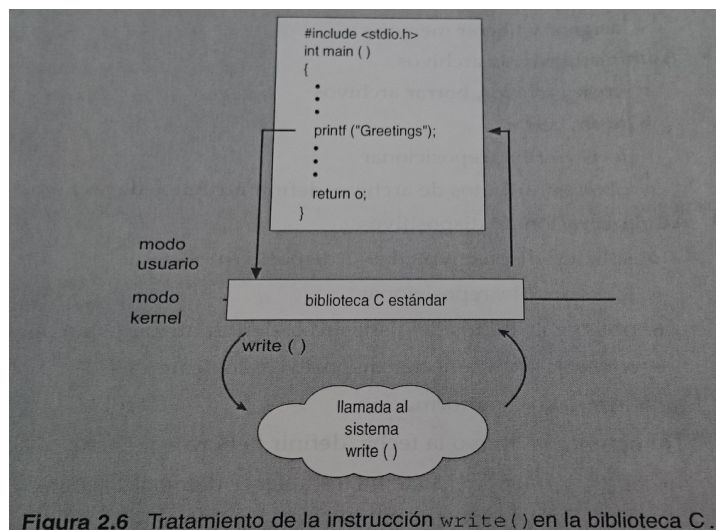 #include <stdio.h>
int main ( )
{
•
•
•
printf ("Greetings");
•
•
•
return o;
}
modo
usuario
modo
kernel
biblioteca C estándar
write ( )
llamada al
sistema
write ( )
Figura 2.6 Tratamiento de la instrucción write() en la biblioteca C.